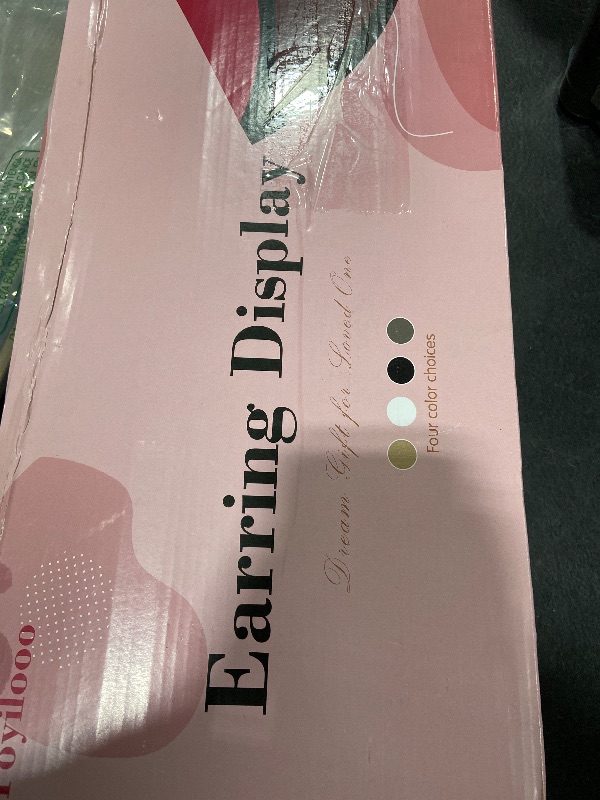 Earring Display
Dream Gift for Loved One
Four color choices